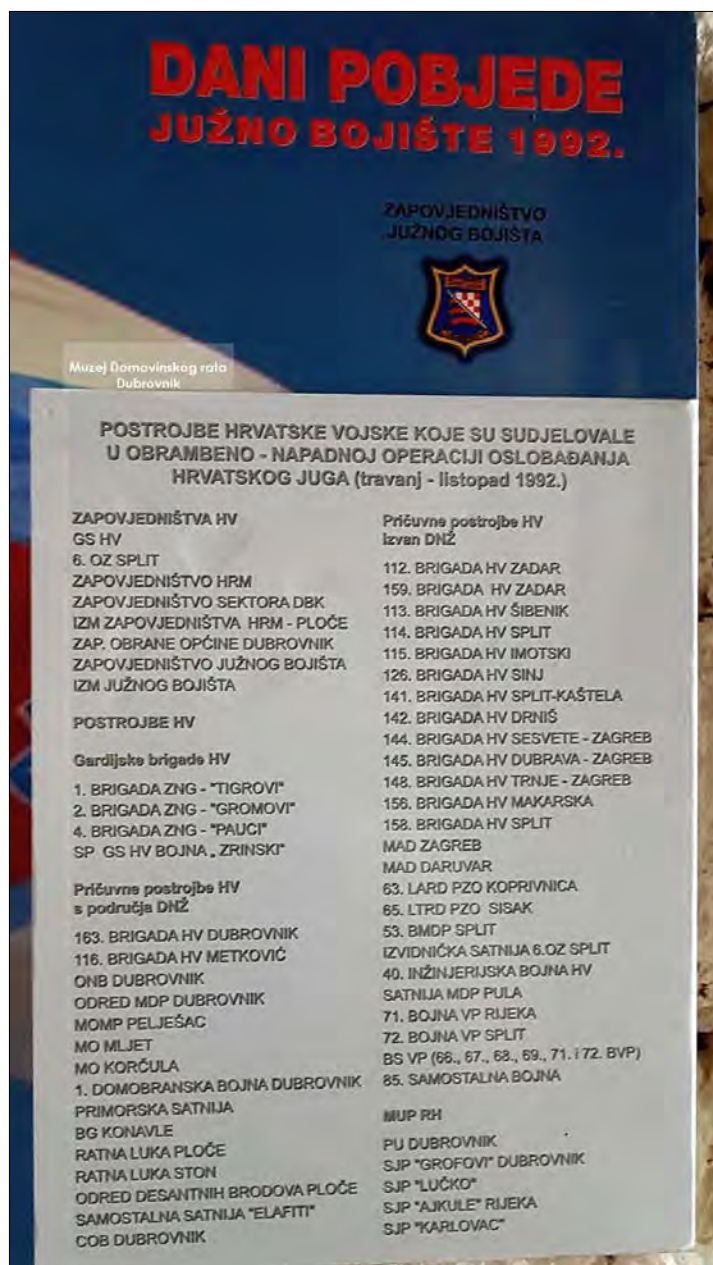 DANI POBJEDE
JUŽNO BOJIŠTE 1992.
ZAPOVJEDNIŠTVO
JUŽNOG BOJIŠTA
Muzej Domovinskog rata
Dubrovnik
POSTROJBE HRVATSKE VOJSKE KOJE SU SUDJELOVALE
U OBRAMBENO - NAPADNOJ OPERACIJI OSLOBAĐANJA
HRVATSKOG JUGA (travanj - listopad 1992.)
ZAPOVJEDNIŠTVA HV
GS HV
6. OZ SPLIT
ZAPOVJEDNIŠTVO HRM
ZAPOVJEDNIŠTVO SEKTORA DBK
IZM ZAPOVJEDNIŠTVA HRM - PLOČE
ZAP. OBRANE OPĆINE DUBROVNIK
ZAPOVJEDNIŠTVO JUŽNOG BOJIŠTA
IZM JUŽNOG BOJIŠTA
POSTROJBE HV
Gardijske brigade HV
1. BRIGADA ZNG - "TIGROVI"
2. BRIGADA ZNG - "GROMOVI"
4. BRIGADA ZNG - "PAUCI"
SP GS HV BOJNA „ ZRINSKI"
Pričuvne postrojbe HV
s područja DNŽ
163. BRIGADA HV DUBROVNIK
116. BRIGADA HV METKOVIĆ
ONB DUBROVNIK
ODRED MDP DUBROVNIK
MOMP PELJEŠAC
MO MLJET
MO KORČULA
1. DOMOBRANSKA BOJNA DUBROVNIK
PRIMORSKA SATNIJA
BG KONAVLE
RATNA LUKA PLOČE
RATNA LUKA STON
ODRED DESANTNIH BRODOVA PLOČE
SAMOSTALNA SATNIJA "ELAFITI"
COB DUBROVNIK
Pričuvne postrojbe HV
Izvan DNŽ
112. BRIGADA HV ZADAR
159. BRIGADA HV ZADAR
113. BRIGADA HV ŠIBENIK
114. BRIGADA HV SPLIT
115. BRIGADA HV IMOTSKI
126. BRIGADA HV SINJ
141. BRIGADA HV SPLIT-KAŠTELA
142. BRIGADA HV DRNIŠ
144. BRIGADA HV SESVETE - ZAGREB
145. BRIGADA HV DUBRAVA - ZAGREB
148. BRIGADA HV TRNJE - ZAGREB
156. BRIGADA HV MAKARSKA
158. BRIGADA HV SPLIT
MAD ZAGREB
MAD DARUVAR
63. LARD PZO KOPRIVNICA
65. LTRD PZO SISAK
53. BMDP SPLIT
IZVIDNIČKA SATNIJA 6.OZ SPLIT
40. INŽINJERIJSKA BOJNA HV
SATNIJA MDP PULA
71. BOJNA VP RIJEKA
72. BOJNA VP SPLIT
BS VP (66., 67., 68., 69., 71. i 72. BVP)
85. SAMOSTALNA BOJNA
MUP RH
PU DUBROVNIK
SJP "GROFOVI" DUBROVNIK
SJP "LUČKO"
SJP "AJKULE" RIJEKA
SJP "KARLOVAC"